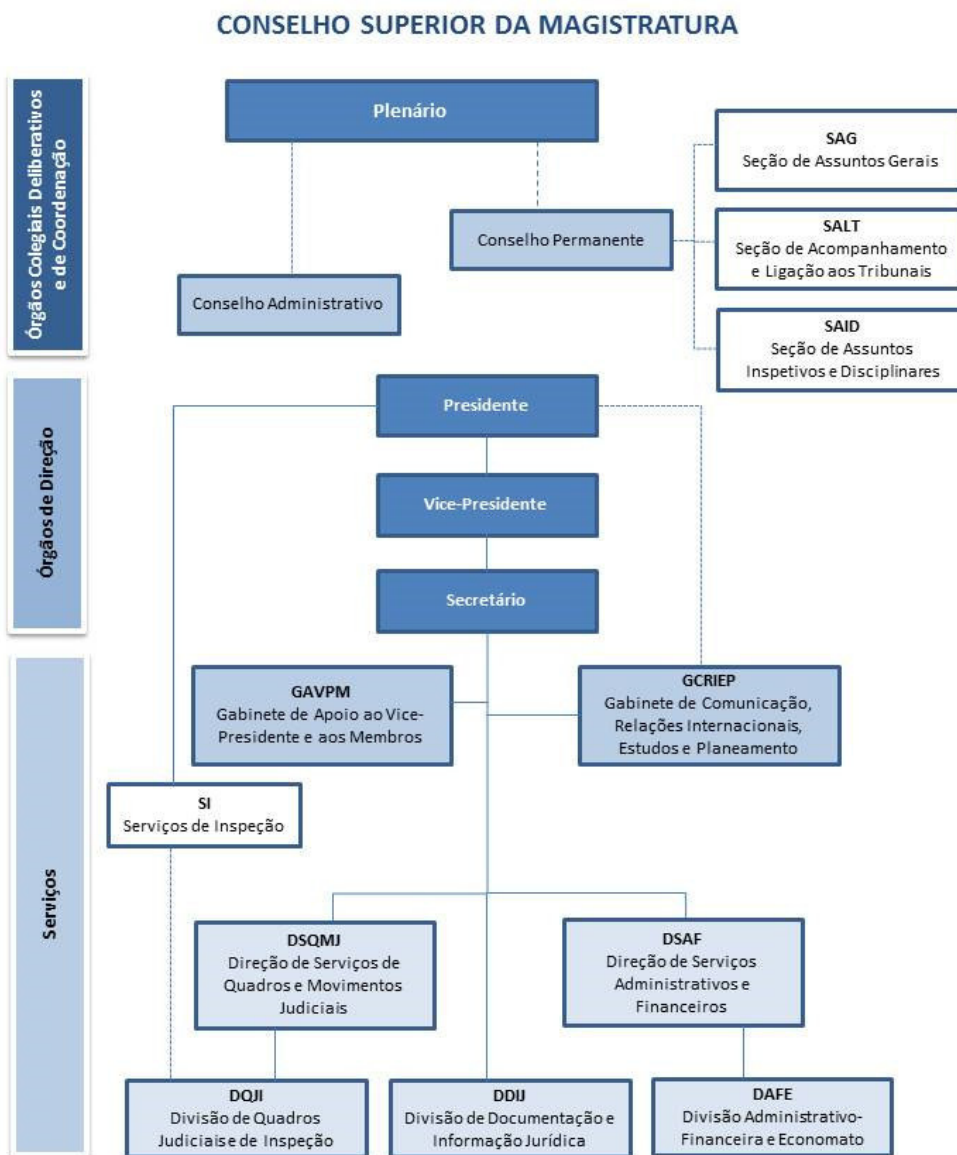 CONSELHO SUPERIOR DA MAGISTRATURA
Órgãos Colegiais Deliberativos
e de Coordenação
Plenário
SAG
Seção de Assuntos Gerais
Conselho Permanente
SALT
Seção de Acompanhamento
e Ligação aos Tribunais
Conselho Administrativo
SAID
Seção de Assuntos
Inspetivos e Disciplinares
Órgãos de Direção
Presidente
Vice-Presidente
Secretário
Serviços
GAVPM
Gabinete de Apoio ao Vice-
Presidente e aos Membros
GCRIEP
Gabinete de Comunicação,
Relações Internacionais,
Estudos e Planeamento
SI
Serviços de Inspeção
DSQMJ
Direção de Serviços de
Quadros e Movimentos
Judiciais
DSAF
Direção de Serviços
Administrativos e
Financeiros
DQJI
Divisão de Quadros
Judiciais e de Inspeção
DDIJ
Divisão de Documentação e
Informação Jurídica
DAFE
Divisão Administrativo-
Financeira e Economato